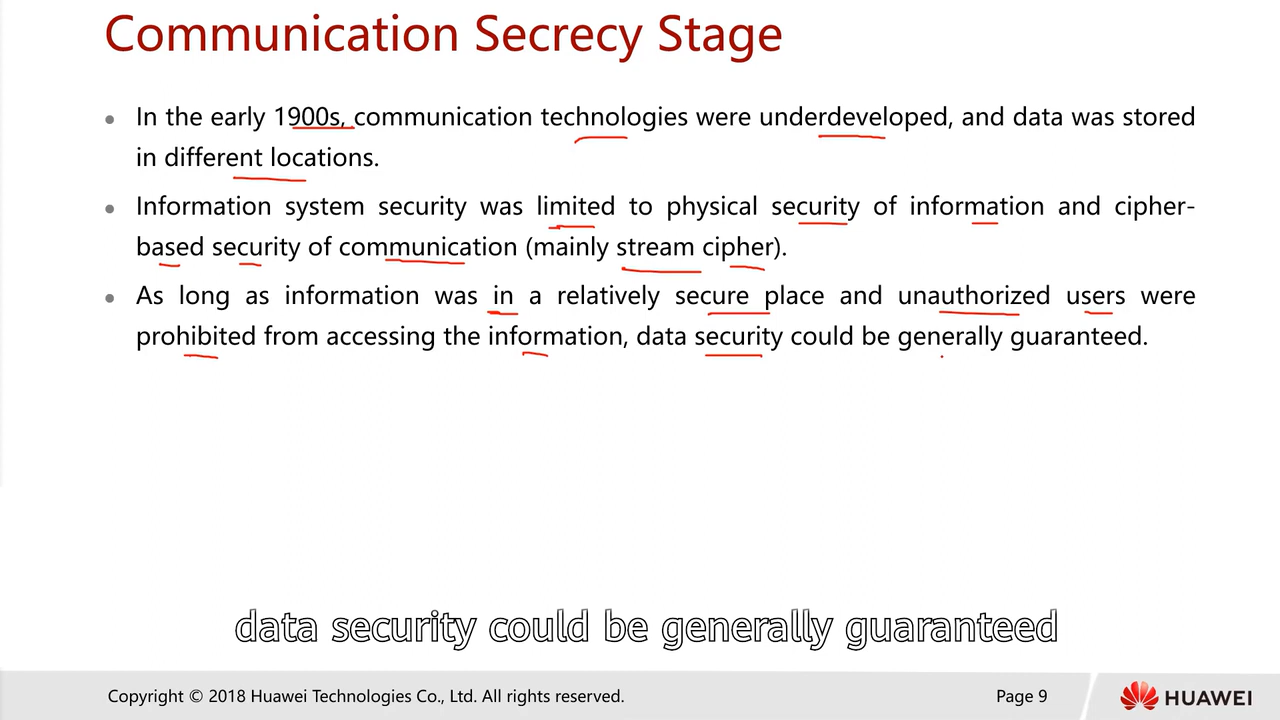 Communication Secrecy Stage
• In the early 1900s, communication technologies were underdeveloped, and data was stored
in different locations.
• Information system security was limited to physical security of information and cipher-
based security of communication (mainly stream cipher).
• As long as information was in a relatively secure place and unauthorized users were
prohibited from accessing the information, data security could be generally guaranteed.
data security could be generally guaranteed
Copyright © 2018 Huawei Technologies Co., Ltd. All rights reserved.
Page 9
HUAWEI